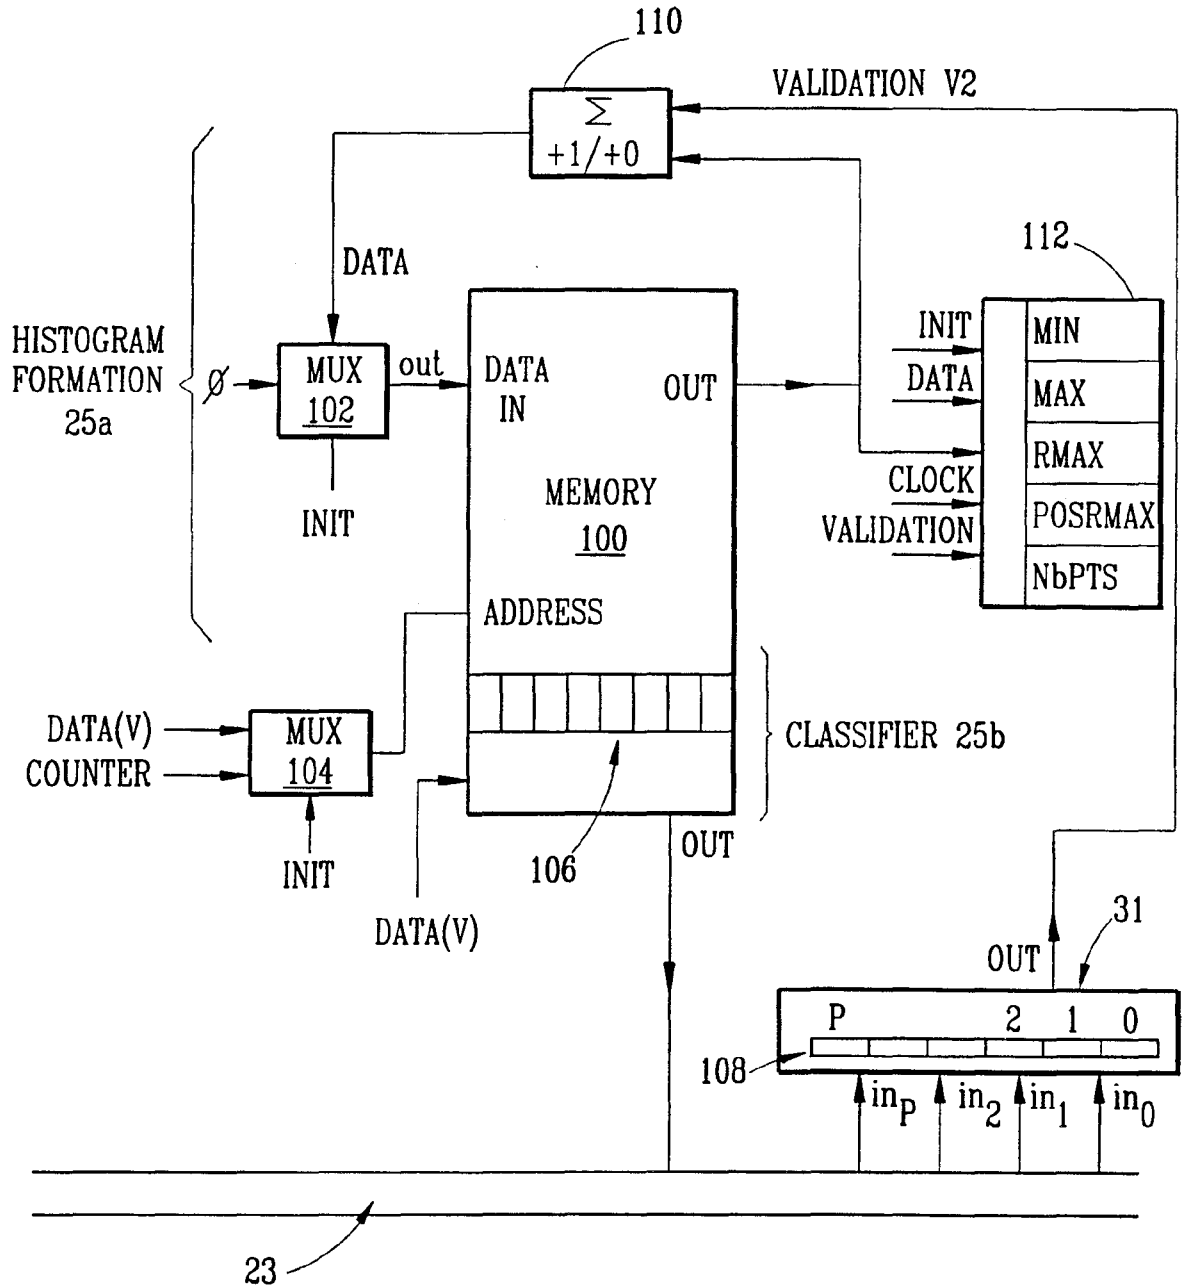 110
VALIDATION V2
Σ
+1/+0
112
DATA
HISTOGRAM
FORMATION
25a
Ø
MUX
102
out
INIT
DATA
IN
OUT
MEMORY
100
ADDRESS
INIT
DATA
CLOCK
VALIDATION
MIN
MAX
RMAX
POSRMAX
NbPTS
DATA(V)
COUNTER
MUX
104
INIT
CLASSIFIER 25b
106
OUT
DATA(V)
OUT
31
P 2 1 0
108
inP in2 in1 in0
23